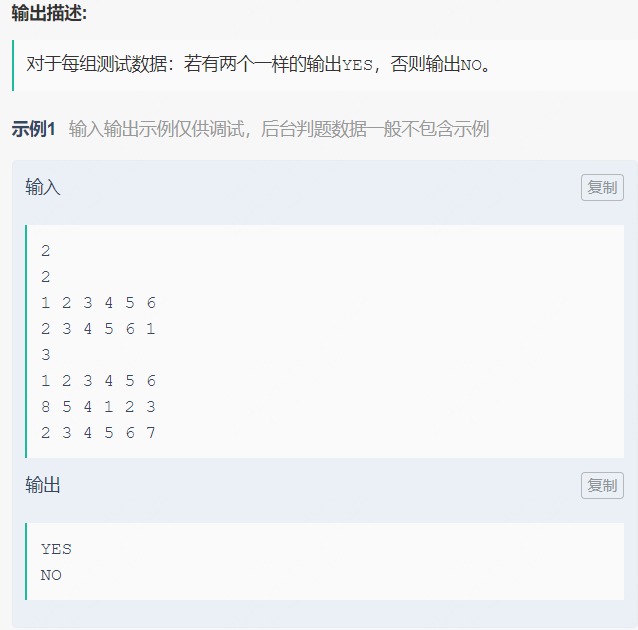 输出描述:
对于每组测试数据：若有两个一样的输出YES，否则输出NO。
示例1 输入输出示例仅供调试，后台判题数据一般不包含示例
输入
复制
2
2
1 2 3 4 5 6
2 3 4 5 6 1
3
1 2 3 4 5 6
8 5 4 1 2 3
2 3 4 5 6 7
输出
复制
YES
NO